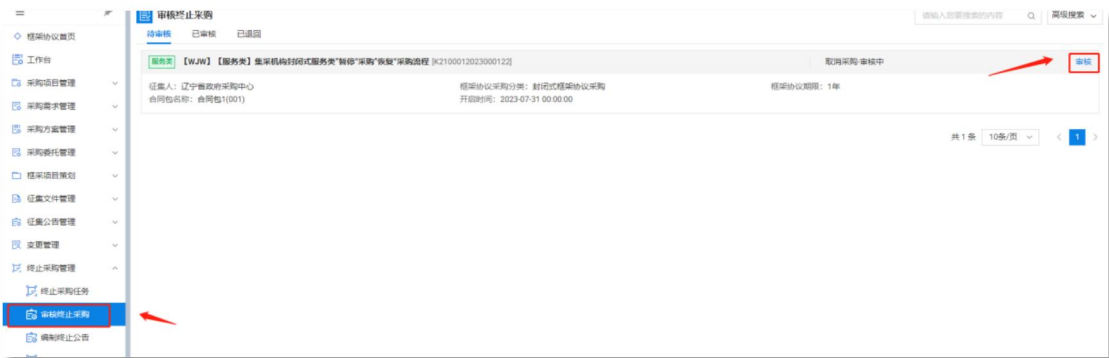 审核终止采购
请输入您要搜索的内容
高级搜索
待审核 已审核 已退回
服务类 【WJW】【服务类】集采机构封闭式服务类"暂停"采购"恢复"采购流程 [K2100012023000122]
取消采购-审核中
审核
征集人：辽宁省政府采购中心
框架协议采购分类：封闭式框架协议采购
框架协议期限：1年
合同包名称：合同包1(001)
开启时间：2023-07-31 00:00:00
共 1 条 10条/页 1
框架协议首页
工作台
采购项目管理
采购需求管理
采购方案管理
采购委托管理
框采项目策划
征集文件管理
征集公告管理
变更管理
终止采购管理
终止采购任务
审核终止采购
编制终止公告